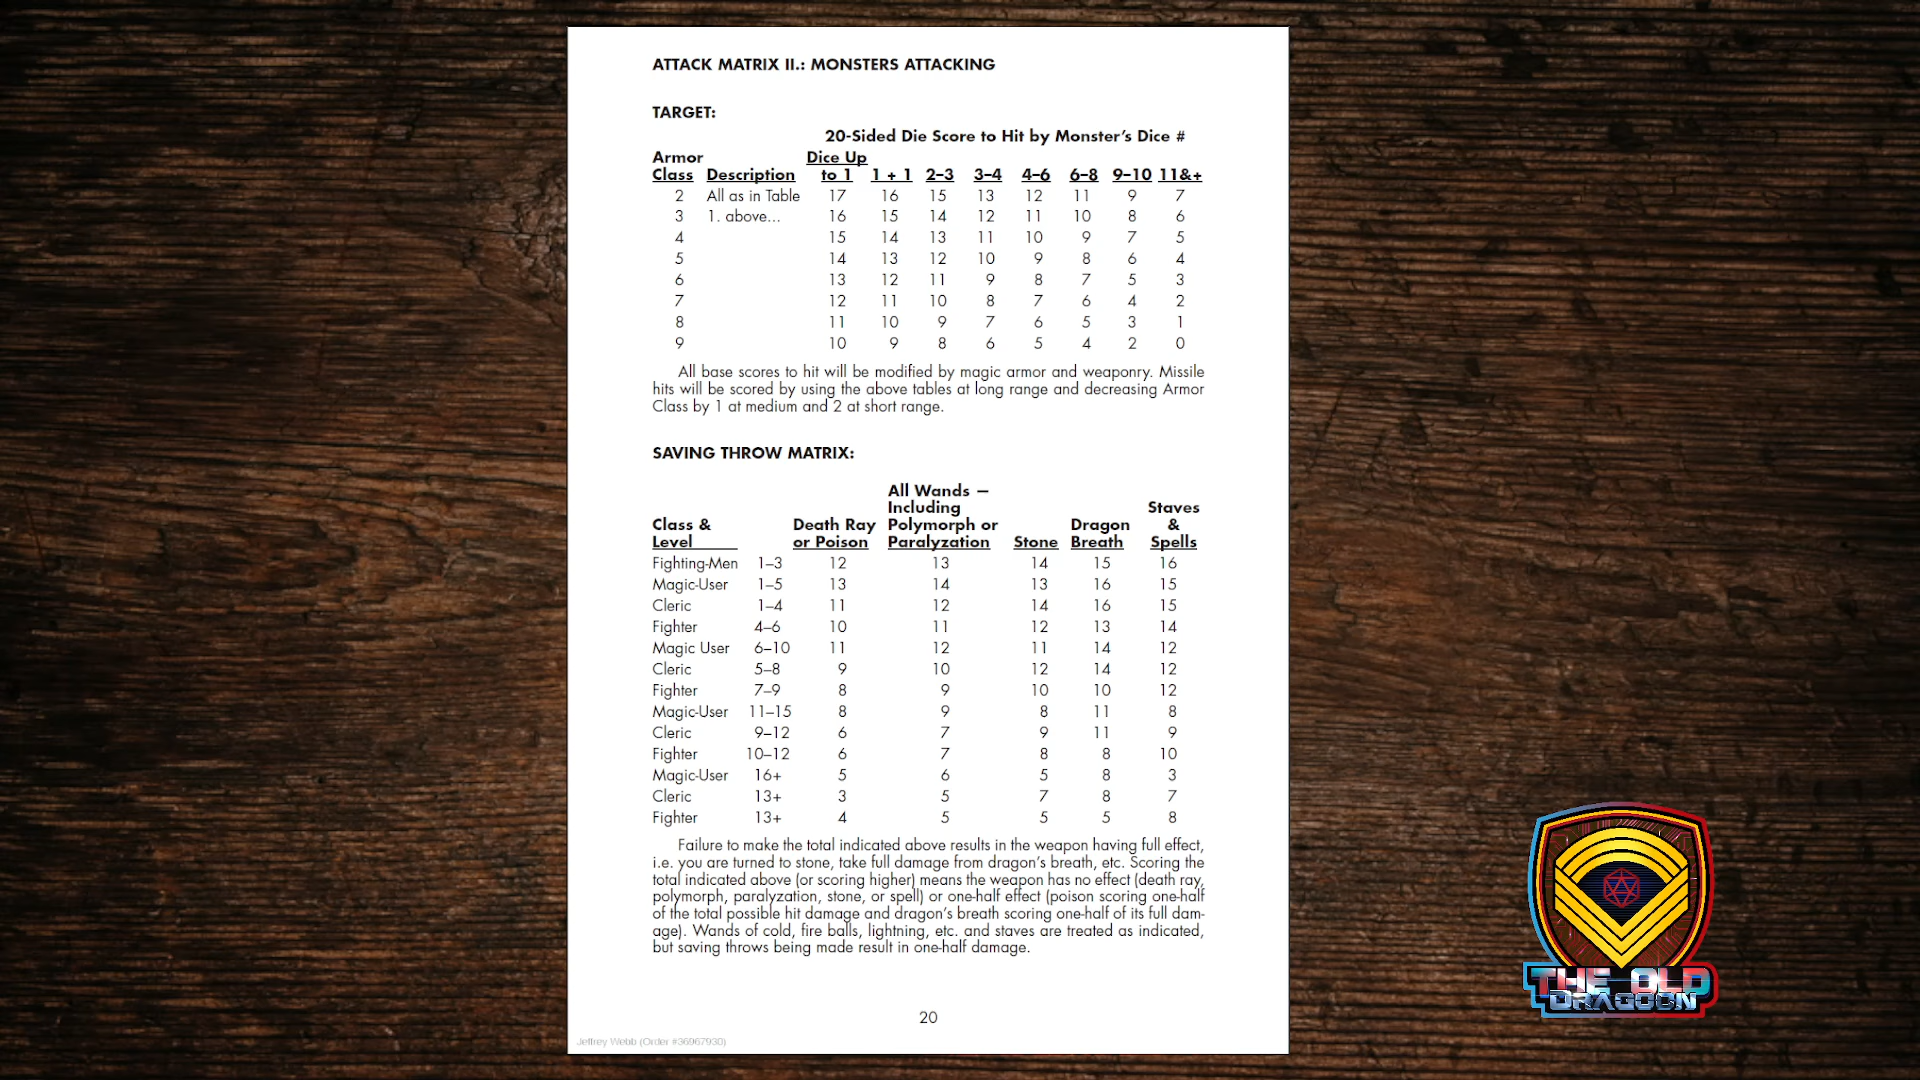 ATTACK MATRIX II.: MONSTERS ATTACKING
TARGET:
20-Sided Die Score to Hit by Monster's Dice #
Armor Dice Up
Class Description to 1 1 + 1 2–3 3–4 4–6 6–8 9–10 11&+
2 All as in Table 17 16 15 13 12 11 9 7
3 1. above... 16 15 14 12 11 10 8 6
4 15 14 13 11 10 9 7 5
5 14 13 12 10 9 8 6 4
6 13 12 11 9 8 7 5 3
7 12 11 10 8 7 6 4 2
8 11 10 9 7 6 5 3 1
9 10 9 8 6 5 4 2 0
All base scores to hit will be modified by magic armor and weaponry. Missile
hits will be scored by using the above tables at long range and decreasing Armor
Class by 1 at medium and 2 at short range.
SAVING THROW MATRIX:
All Wands —
Including Staves
Class & Death Ray Polymorph or Dragon &
Level or Poison Paralyzation Stone Breath Spells
Fighting-Men 1–3 12 13 14 15 16
Magic-User 1–5 13 14 13 16 15
Cleric 1–4 11 12 14 16 15
Fighter 4–6 10 11 12 13 14
Magic User 6–10 11 12 11 14 12
Cleric 5–8 9 10 12 14 12
Fighter 7–9 8 9 10 10 12
Magic-User 11–15 8 9 8 11 8
Cleric 9–12 6 7 9 11 9
Fighter 10–12 6 7 8 8 10
Magic-User 16+ 5 6 5 8 3
Cleric 13+ 3 5 7 8 7
Fighter 13+ 4 5 5 5 8
Failure to make the total indicated above results in the weapon having full effect,
i.e. you are turned to stone, take full damage from dragon's breath, etc. Scoring the
total indicated above (or scoring higher) means the weapon has no effect (death ray,
polymorph, paralyzation, stone, or spell) or one-half effect (poison scoring one-half
of the total possible hit damage and dragon's breath scoring one-half of its full dam-
age). Wands of cold, fire balls, lightning, etc. and staves are treated as indicated,
but saving throws being made result in one-half damage.
20
Jeffrey Webb (Order #36967930)
THE OLD
DRAGOON